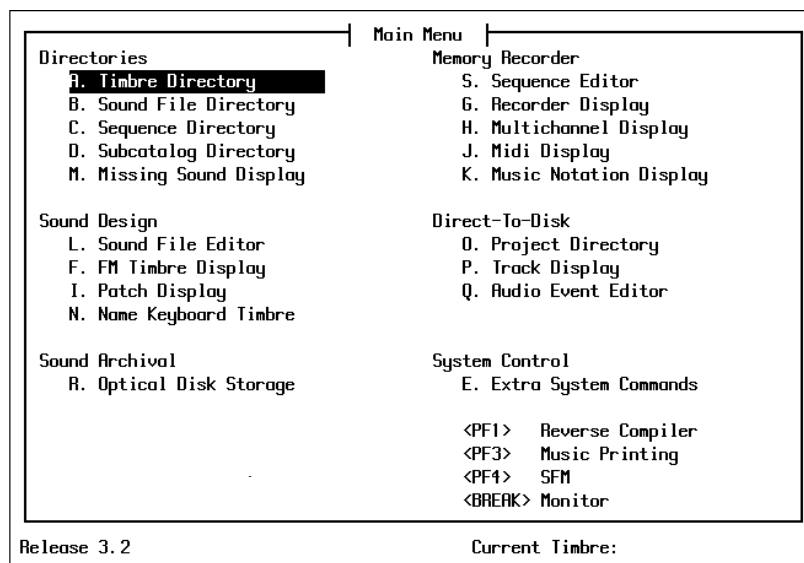 Main Menu
Directories
A. Timbre Directory
B. Sound File Directory
C. Sequence Directory
D. Subcatalog Directory
M. Missing Sound Display
Sound Design
L. Sound File Editor
F. FM Timbre Display
I. Patch Display
N. Name Keyboard Timbre
Sound Archival
R. Optical Disk Storage
Memory Recorder
S. Sequence Editor
G. Recorder Display
H. Multichannel Display
J. Midi Display
K. Music Notation Display
Direct-To-Disk
O. Project Directory
P. Track Display
Q. Audio Event Editor
System Control
E. Extra System Commands
<PF1> Reverse Compiler
<PF3> Music Printing
<PF4> SFM
<BREAK> Monitor
Release 3.2
Current Timbre: